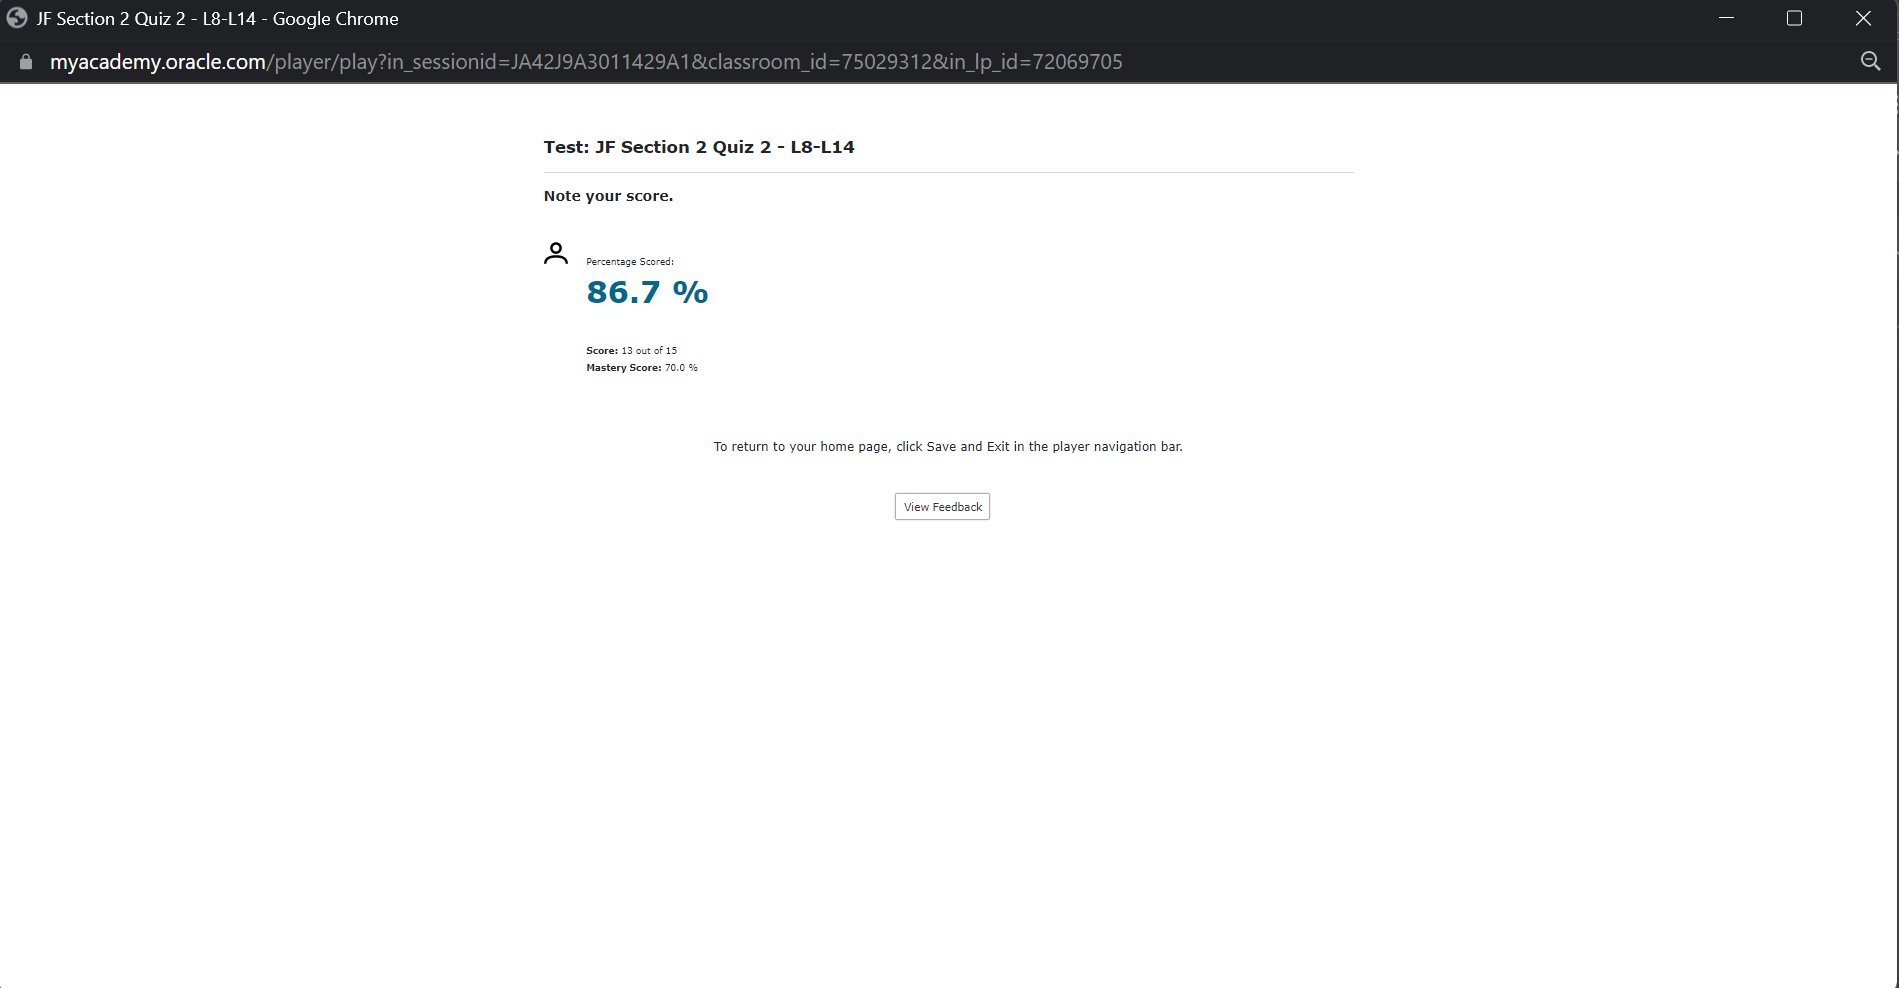 JF Section 2 Quiz 2 - L8-L14 - Google Chrome
myacademy.oracle.com/player/play?in_sessionid=JA42J9A3011429A1&classroom_id=75029312&in_lp_id=72069705
Test: JF Section 2 Quiz 2 - L8-L14
Note your score.
Percentage Scored:
86.7 %
Score: 13 out of 15
Mastery Score: 70.0 %
To return to your home page, click Save and Exit in the player navigation bar.
View Feedback